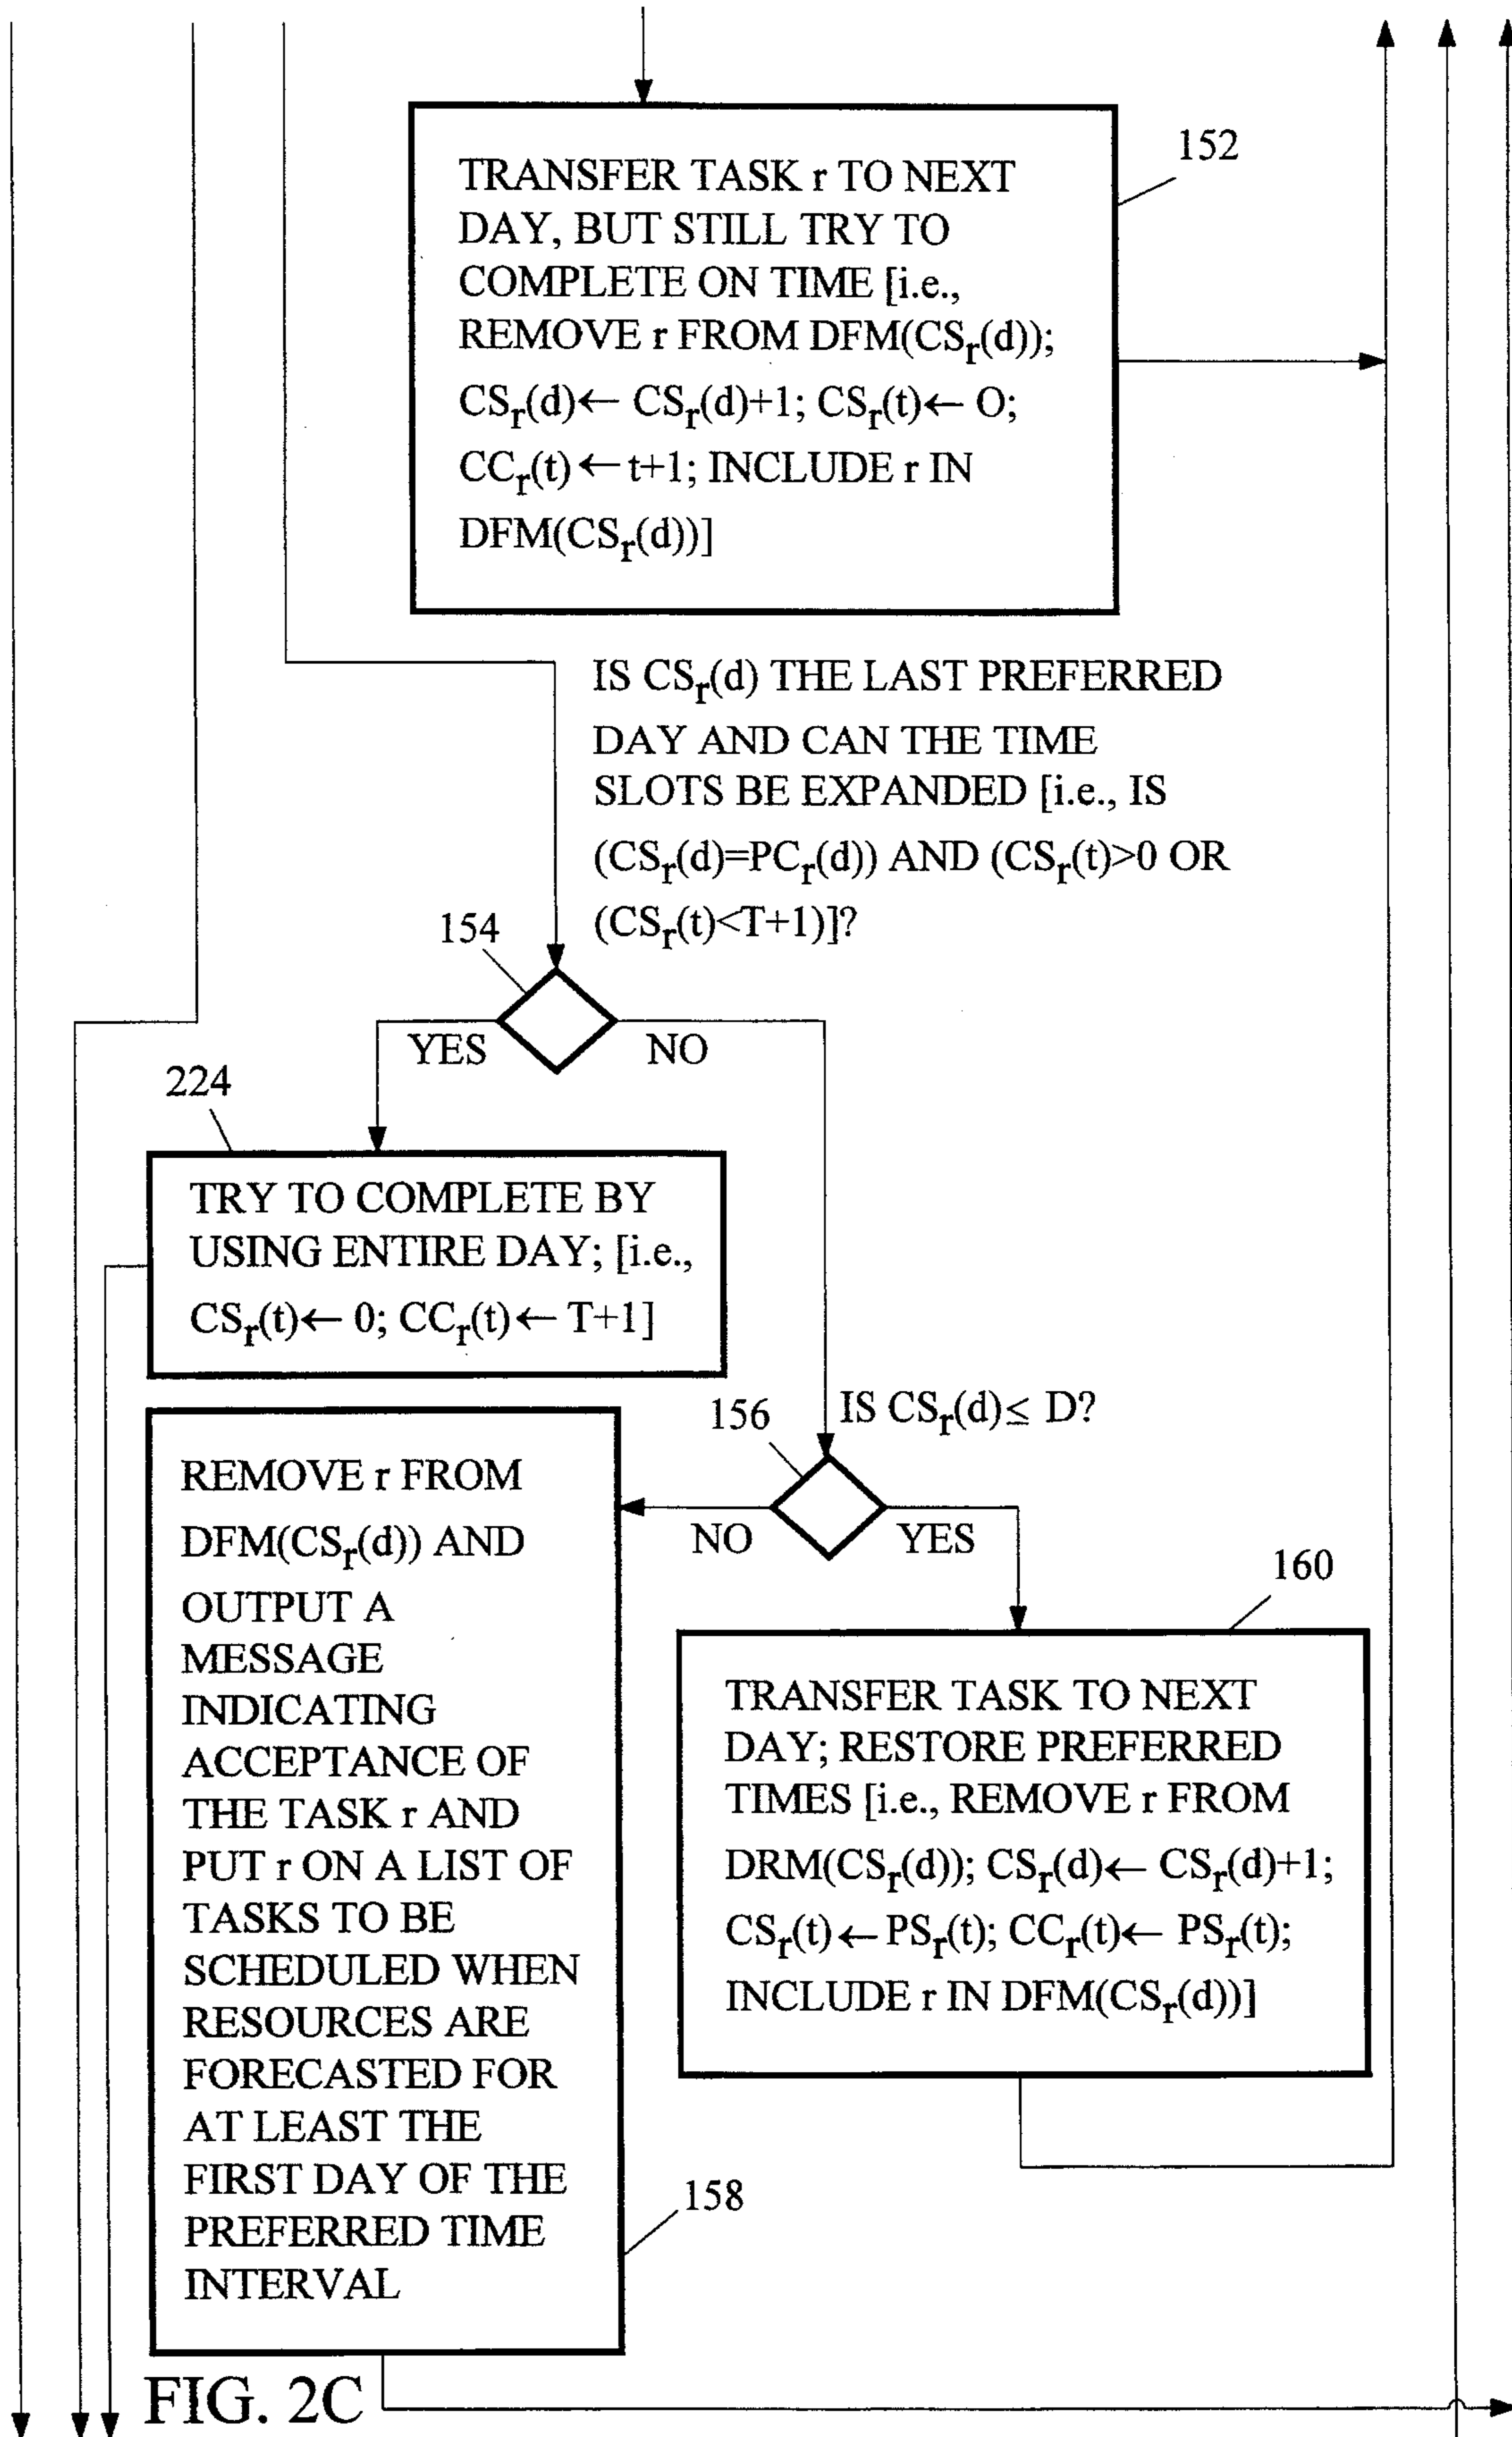 152
TRANSFER TASK r TO NEXT
DAY, BUT STILL TRY TO
COMPLETE ON TIME [i.e.,
REMOVE r FROM DFM(CSr(d));
CSr(d)← CSr(d)+1; CSr(t)← O;
CCr(t)←t+1; INCLUDE r IN
DFM(CSr(d))]
IS CSr(d) THE LAST PREFERRED
DAY AND CAN THE TIME
SLOTS BE EXPANDED [i.e., IS
(CSr(d)=PCr(d)) AND (CSr(t)>0 OR
(CSr(t)<T+1)]?
154
YES
NO
224
TRY TO COMPLETE BY
USING ENTIRE DAY; [i.e.,
CSr(t)← 0; CCr(t)← T+1]
156
IS CSr(d)≤ D?
NO
YES
REMOVE r FROM
DFM(CSr(d)) AND
OUTPUT A
MESSAGE
INDICATING
ACCEPTANCE OF
THE TASK r AND
PUT r ON A LIST OF
TASKS TO BE
SCHEDULED WHEN
RESOURCES ARE
FORECASTED FOR
AT LEAST THE
FIRST DAY OF THE
PREFERRED TIME
INTERVAL
158
160
TRANSFER TASK TO NEXT
DAY; RESTORE PREFERRED
TIMES [i.e., REMOVE r FROM
DRM(CSr(d)); CSr(d)← CSr(d)+1;
CSr(t)←PSr(t); CCr(t)← PSr(t);
INCLUDE r IN DFM(CSr(d))]
FIG. 2C